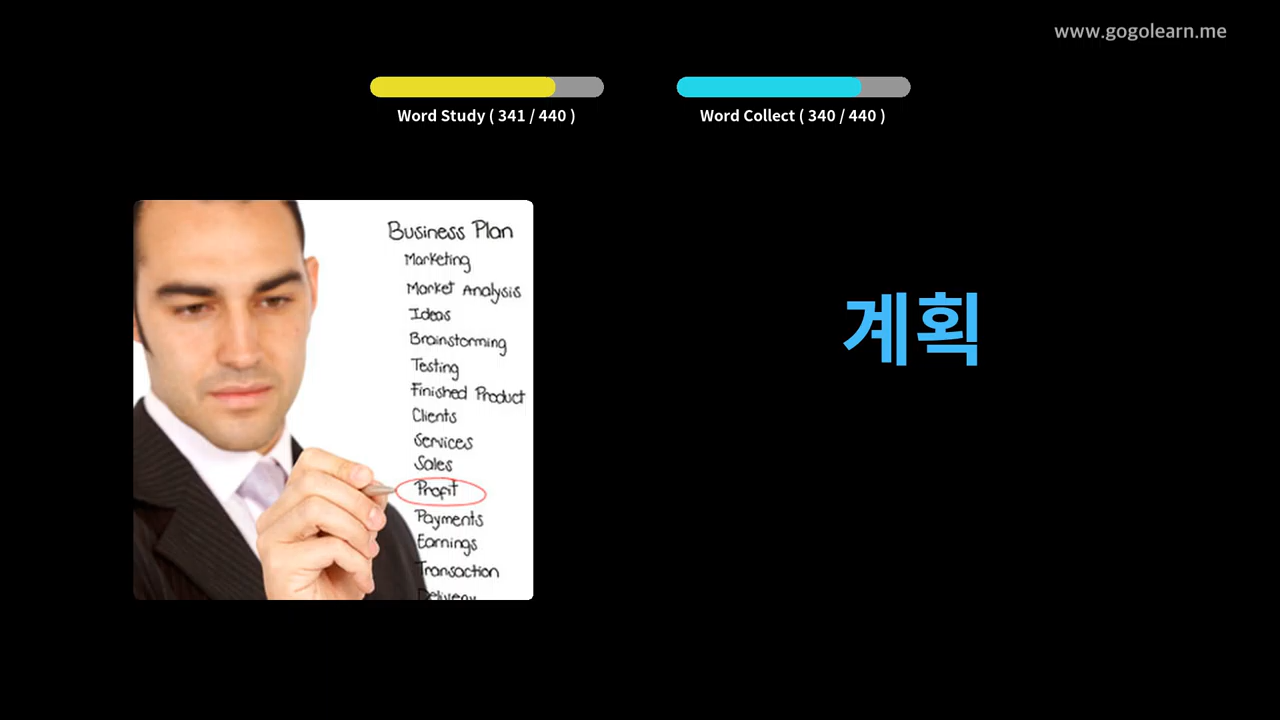 www.gogolearn.me
Word Study ( 341 / 440 )
Word Collect ( 340 / 440 )
Business Plan
Marketing
Market Analysis
Ideas
Brainstorming
Testing
Finished Product
Clients
Services
Sales
Profit
Payments
Earnings
Transaction
Delivery
계획